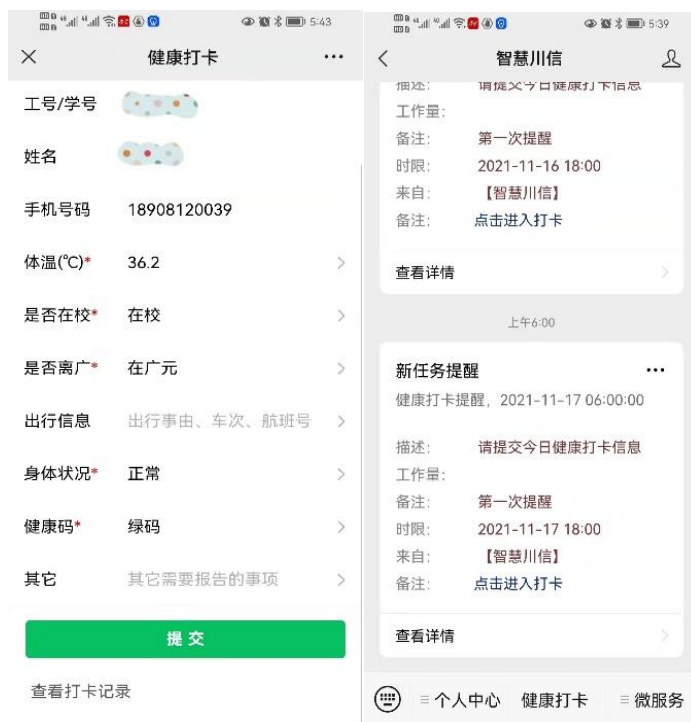 5:43
健康打卡
工号/学号
姓名
手机号码 18908120039
体温(℃)* 36.2
是否在校* 在校
是否离广* 在广元
出行信息 出行事由、车次、航班号
身体状况* 正常
健康码* 绿码
其它 其它需要报告的事项
提交
查看打卡记录
5:39
智慧川信
描述: 请提交今日健康打卡信息
工作量:
备注: 第一次提醒
时限: 2021-11-16 18:00
来自: 【智慧川信】
备注: 点击进入打卡
查看详情
上午6:00
新任务提醒
健康打卡提醒, 2021-11-17 06:00:00
描述: 请提交今日健康打卡信息
工作量:
备注: 第一次提醒
时限: 2021-11-17 18:00
来自: 【智慧川信】
备注: 点击进入打卡
查看详情
个人中心 健康打卡 微服务